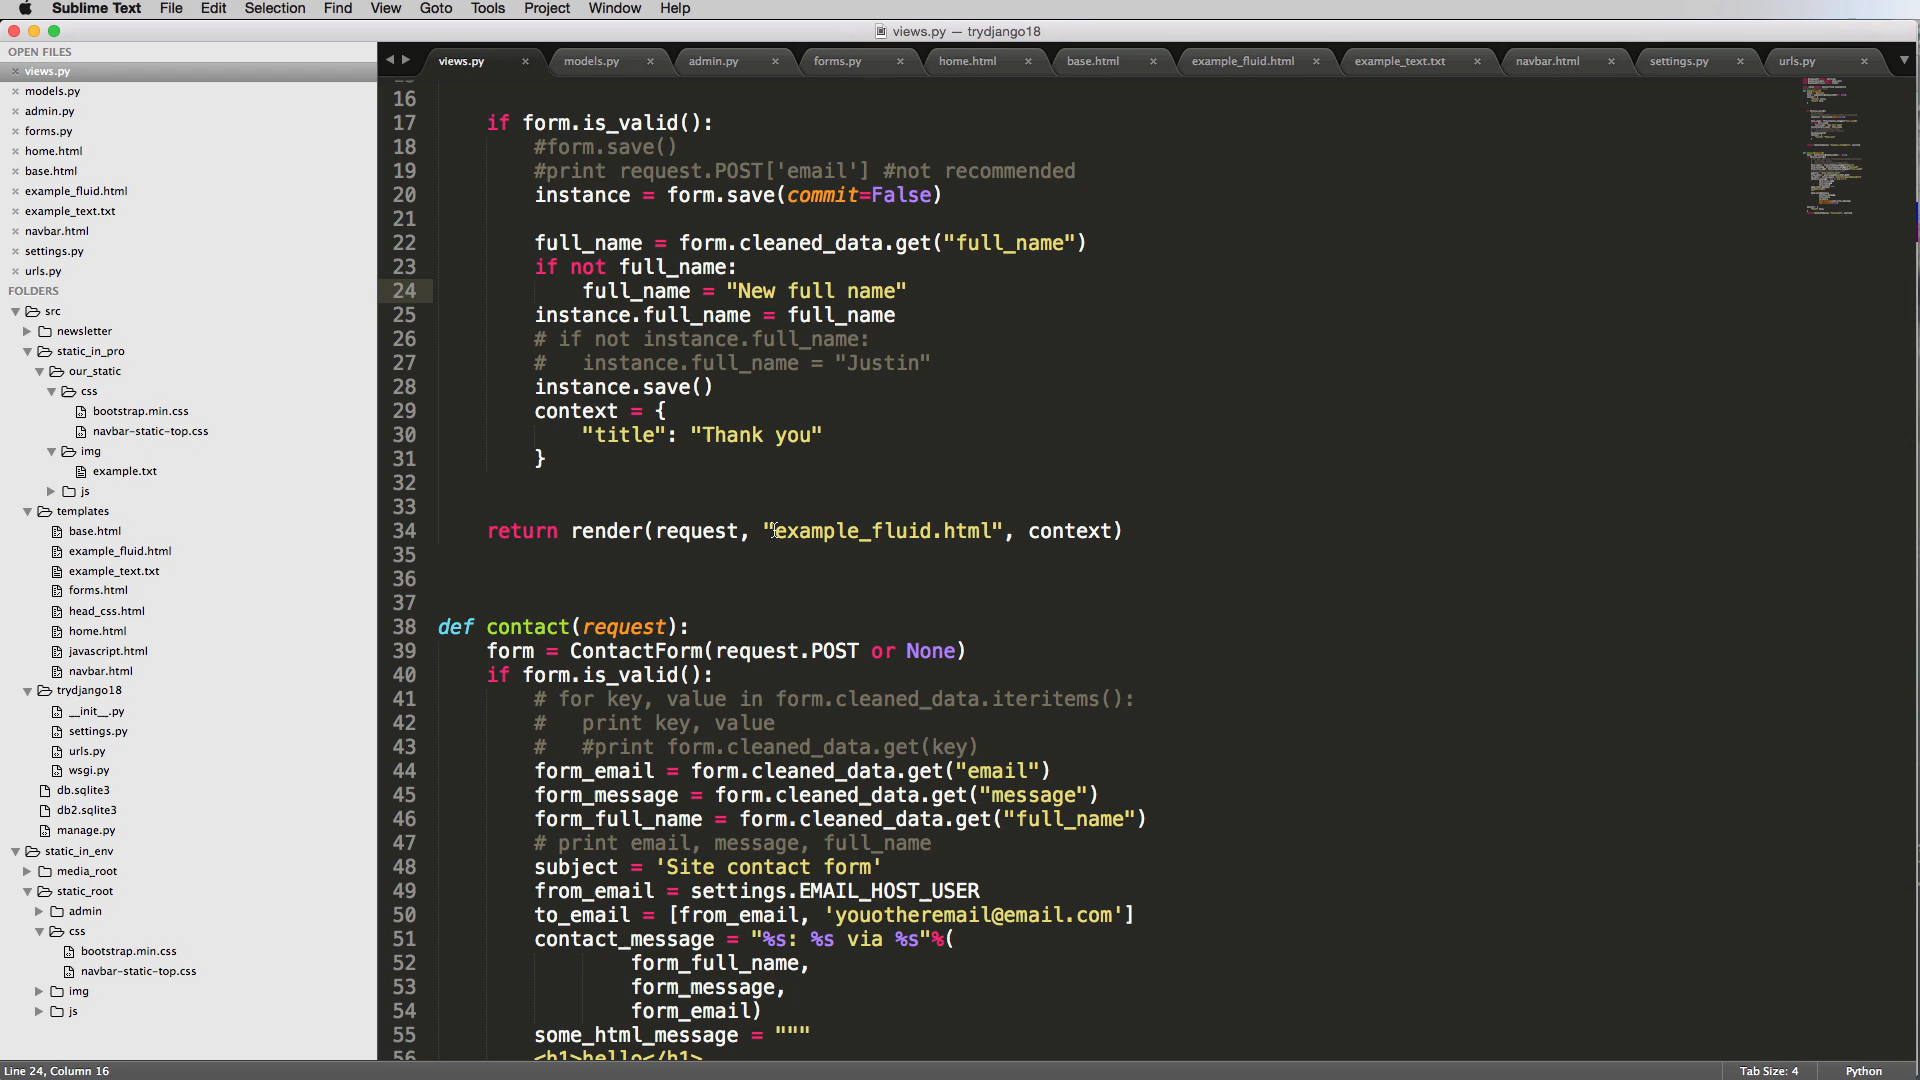 Sublime Text File Edit Selection Find View Goto Tools Project Window Help
views.py — trydjango18
OPEN FILES
views.py
models.py
admin.py
forms.py
home.html
base.html
example_fluid.html
example_text.txt
navbar.html
settings.py
urls.py
FOLDERS
src
newsletter
static_in_pro
our_static
css
bootstrap.min.css
navbar-static-top.css
img
example.txt
js
templates
base.html
example_fluid.html
example_text.txt
forms.html
head_css.html
home.html
javascript.html
navbar.html
trydjango18
__init__.py
settings.py
urls.py
wsgi.py
db.sqlite3
db2.sqlite3
manage.py
static_in_env
media_root
static_root
admin
css
bootstrap.min.css
navbar-static-top.css
img
js
views.py models.py admin.py forms.py home.html base.html example_fluid.html example_text.txt navbar.html settings.py urls.py
16
17 if form.is_valid():
18 #form.save()
19 #print request.POST['email'] #not recommended
20 instance = form.save(commit=False)
21
22 full_name = form.cleaned_data.get("full_name")
23 if not full_name:
24 full_name = "New full name"
25 instance.full_name = full_name
26 # if not instance.full_name:
27 # instance.full_name = "Justin"
28 instance.save()
29 context = {
30 "title": "Thank you"
31 }
32
33
34 return render(request, "example_fluid.html", context)
35
36
37
38 def contact(request):
39 form = ContactForm(request.POST or None)
40 if form.is_valid():
41 # for key, value in form.cleaned_data.iteritems():
42 # print key, value
43 # #print form.cleaned_data.get(key)
44 form_email = form.cleaned_data.get("email")
45 form_message = form.cleaned_data.get("message")
46 form_full_name = form.cleaned_data.get("full_name")
47 # print email, message, full_name
48 subject = 'Site contact form'
49 from_email = settings.EMAIL_HOST_USER
50 to_email = [from_email, 'youotheremail@email.com']
51 contact_message = "%s: %s via %s"%(
52 form_full_name,
53 form_message,
54 form_email)
55 some_html_message = """
56 <h1>hello</h1>
Line 24, Column 16
Tab Size: 4 Python